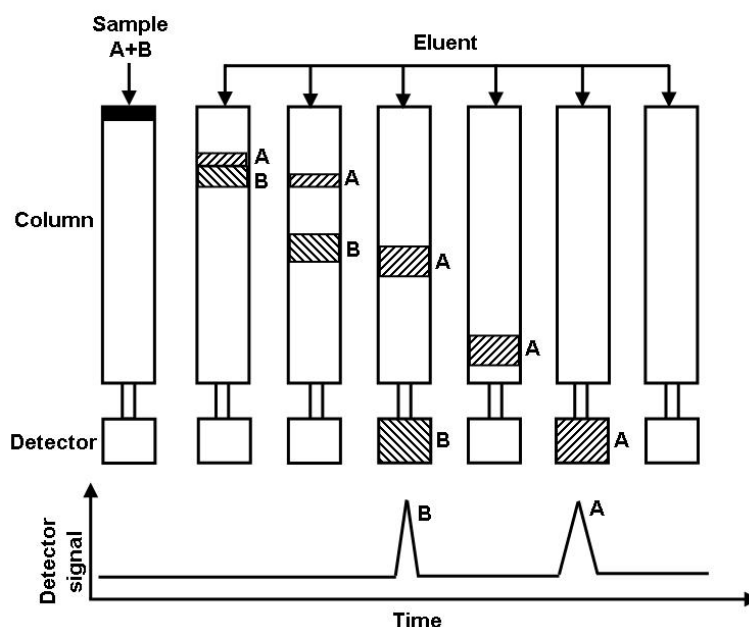 Sample
A+B
Eluent
A
B
A
B
A
A
Column
Detector
B
A
B
A
Detector
signal
Time